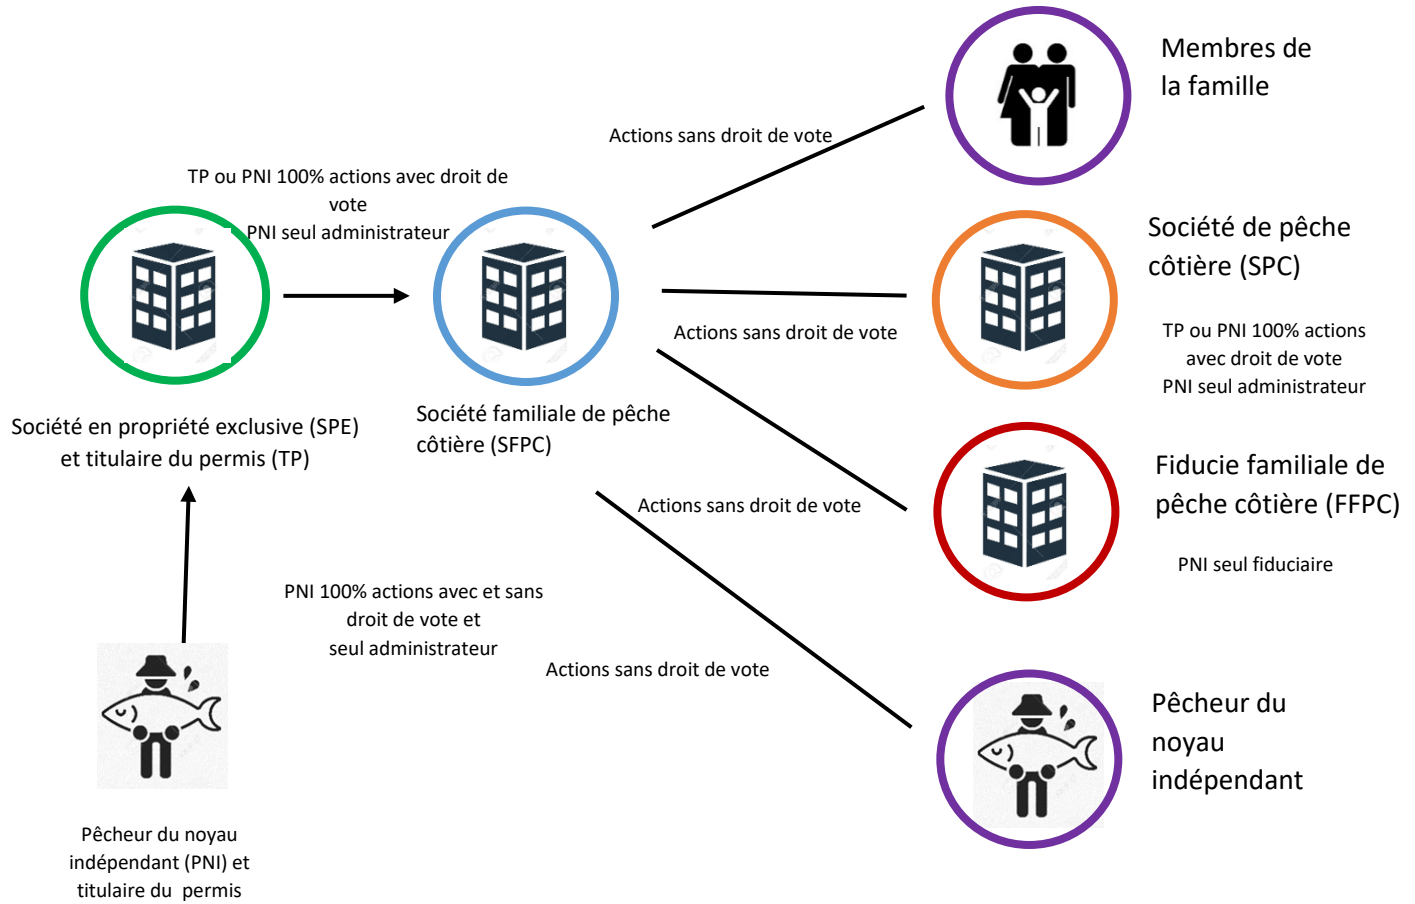 Membres de
la famille
Actions sans droit de vote
TP ou PNI 100% actions avec droit de
vote
PNI seul administrateur
Société de pêche
côtière (SPC)
Actions sans droit de vote
TP ou PNI 100% actions
avec droit de vote
PNI seul administrateur
Société en propriété exclusive (SPE)
et titulaire du permis (TP)
Société familiale de pêche
côtière (SFPC)
Fiducie familiale de
pêche côtière (FFPC)
Actions sans droit de vote
PNI seul fiduciaire
PNI 100% actions avec et sans
droit de vote et
seul administrateur
Actions sans droit de vote
Pêcheur du
noyau
indépendant
Pêcheur du noyau
indépendant (PNI) et
titulaire du  permis